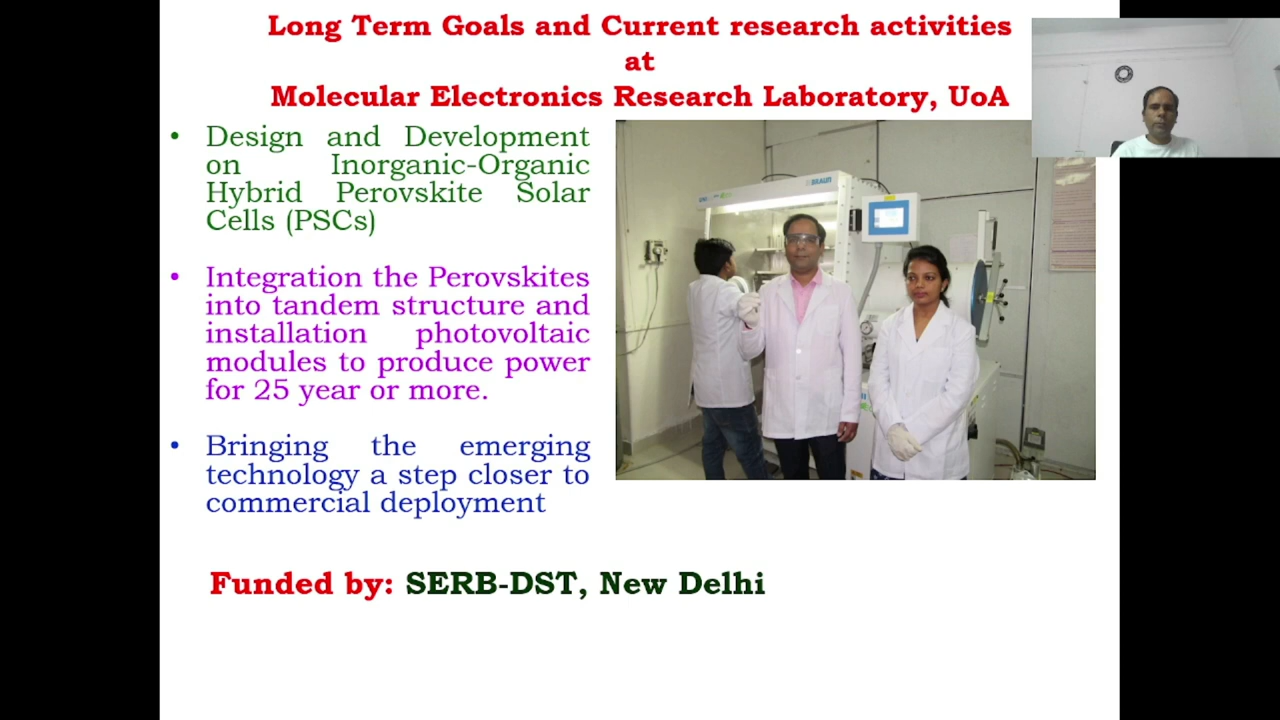 Long Term Goals and Current research activities
at
Molecular Electronics Research Laboratory, UoA
• Design and Development
on Inorganic-Organic
Hybrid Perovskite Solar
Cells (PSCs)
• Integration the Perovskites
into tandem structure and
installation photovoltaic
modules to produce power
for 25 year or more.
• Bringing the emerging
technology a step closer to
commercial deployment
Funded by: SERB-DST, New Delhi